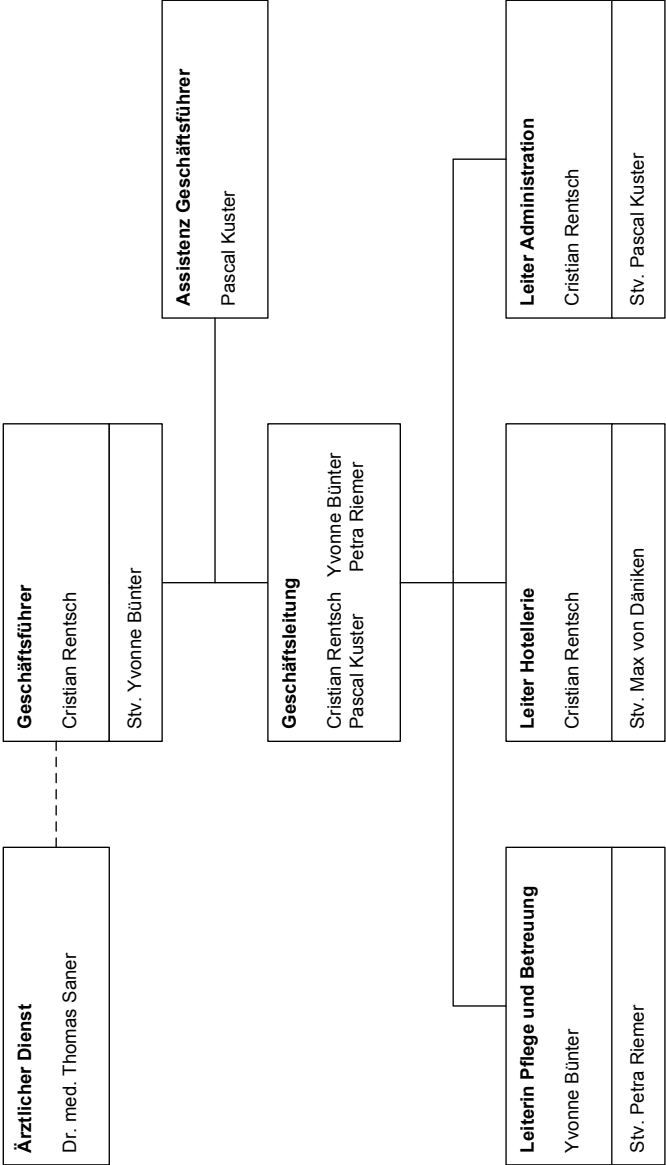 Ärztlicher Dienst
Dr. med. Thomas Saner
Geschäftsführer
Cristian Rentsch
Stv. Yvonne Bünter
Assistenz Geschäftsführer
Pascal Kuster
Geschäftsleitung
Cristian Rentsch Yvonne Bünter
Pascal Kuster Petra Riemer
Leiterin Pflege und Betreuung
Yvonne Bünter
Stv. Petra Riemer
Leiter Hotellerie
Cristian Rentsch
Stv. Max von Däniken
Leiter Administration
Cristian Rentsch
Stv. Pascal Kuster